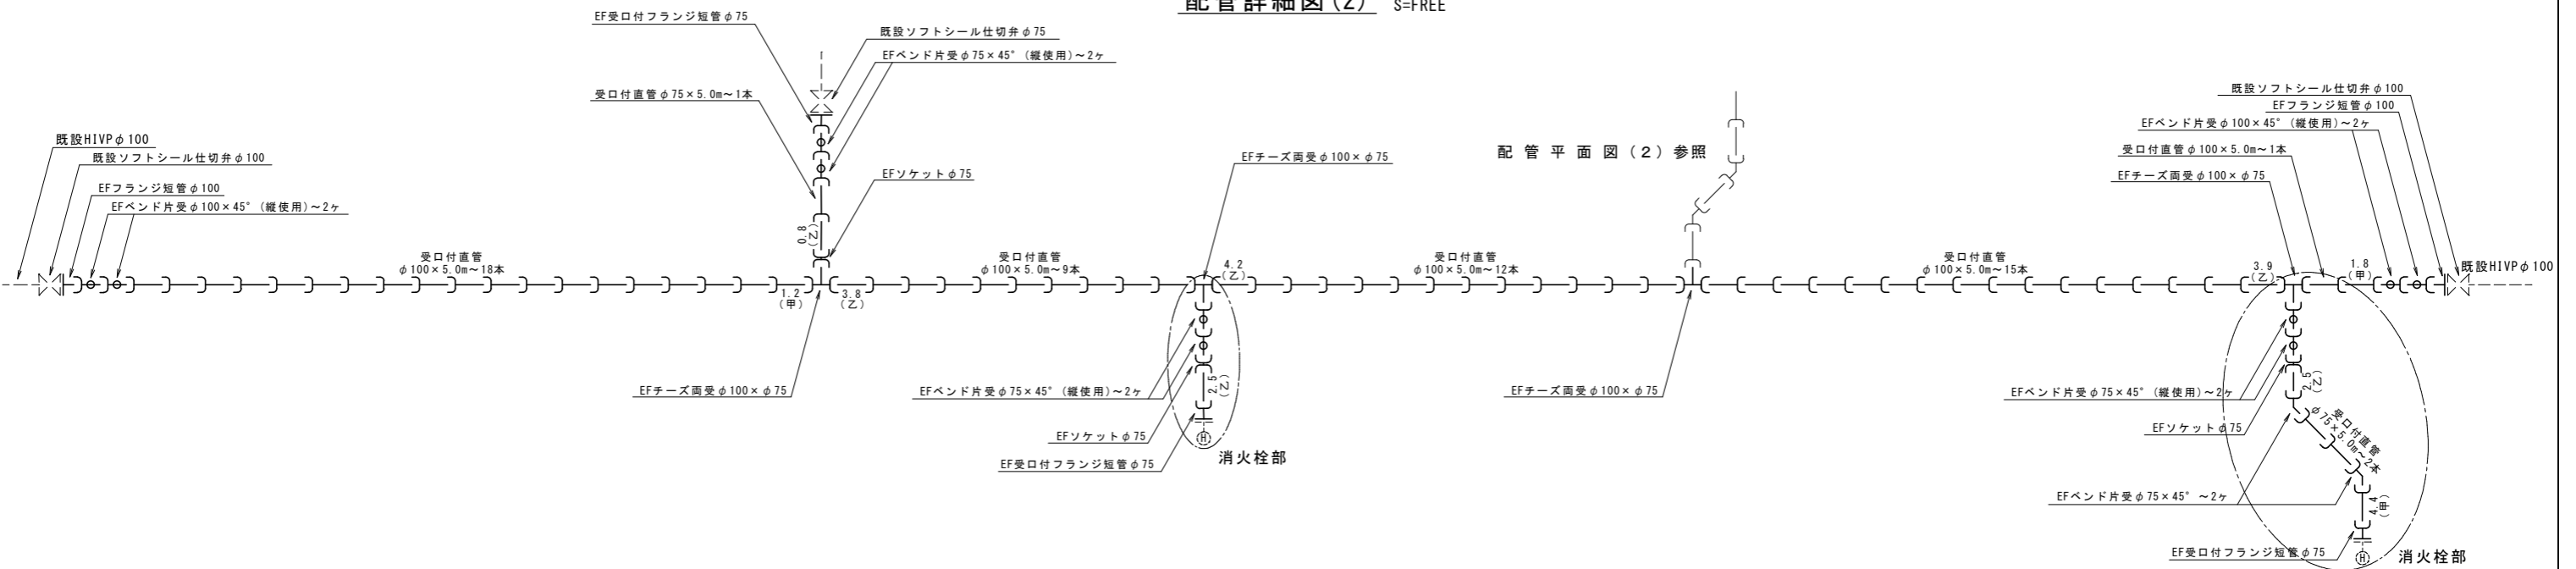 配管詳細図(2) S=FREE
EF受口付フランジ短管φ75
既設ソフトシール仕切弁φ75
EFベンド片受φ75×45°(縦使用)～2ヶ
受口付直管φ75×5.0m～1本
EFソケットφ75
0.8
(乙)
既設HIVPφ100
既設ソフトシール仕切弁φ100
EFフランジ短管φ100
EFベンド片受φ100×45°(縦使用)～2ヶ
受口付直管
φ100×5.0m～18本
1.2
(甲)
3.8
(乙)
EFチーズ両受φ100×φ75
受口付直管
φ100×5.0m～9本
EFチーズ両受φ100×φ75
4.2
(乙)
EFベンド片受φ75×45°(縦使用)～2ヶ
2.5
(乙)
EFソケットφ75
EF受口付フランジ短管φ75
H
消火栓部
受口付直管
φ100×5.0m～12本
配管平面図(2)参照
EFチーズ両受φ100×φ75
受口付直管
φ100×5.0m～15本
既設ソフトシール仕切弁φ100
EFフランジ短管φ100
EFベンド片受φ100×45°(縦使用)～2ヶ
受口付直管φ100×5.0m～1本
EFチーズ両受φ100×φ75
3.9
(乙)
1.8
(甲)
既設HIVPφ100
EFベンド片受φ75×45°(縦使用)～2ヶ
2.5
(乙)
EFソケットφ75
受口付直管
φ75×5.0m～2本
EFベンド片受φ75×45°～2ヶ
4.4
(甲)
EF受口付フランジ短管φ75
H
消火栓部